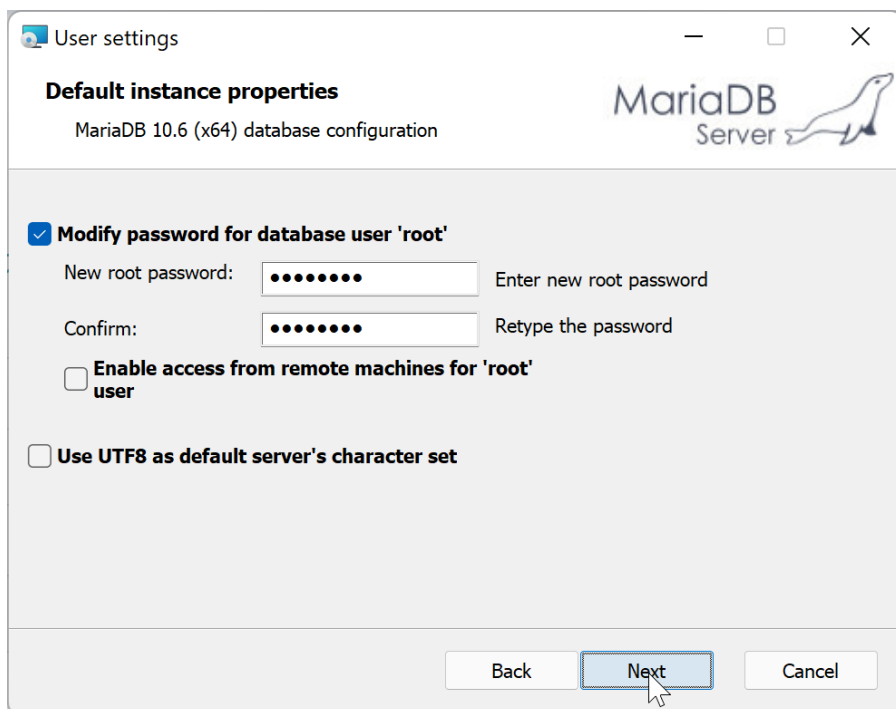 User settings
Default instance properties
MariaDB 10.6 (x64) database configuration
MariaDB
Server
Modify password for database user 'root'
New root password: ●●●●●●●● Enter new root password
Confirm: ●●●●●●●● Retype the password
Enable access from remote machines for 'root'
user
Use UTF8 as default server's character set
Back Next Cancel